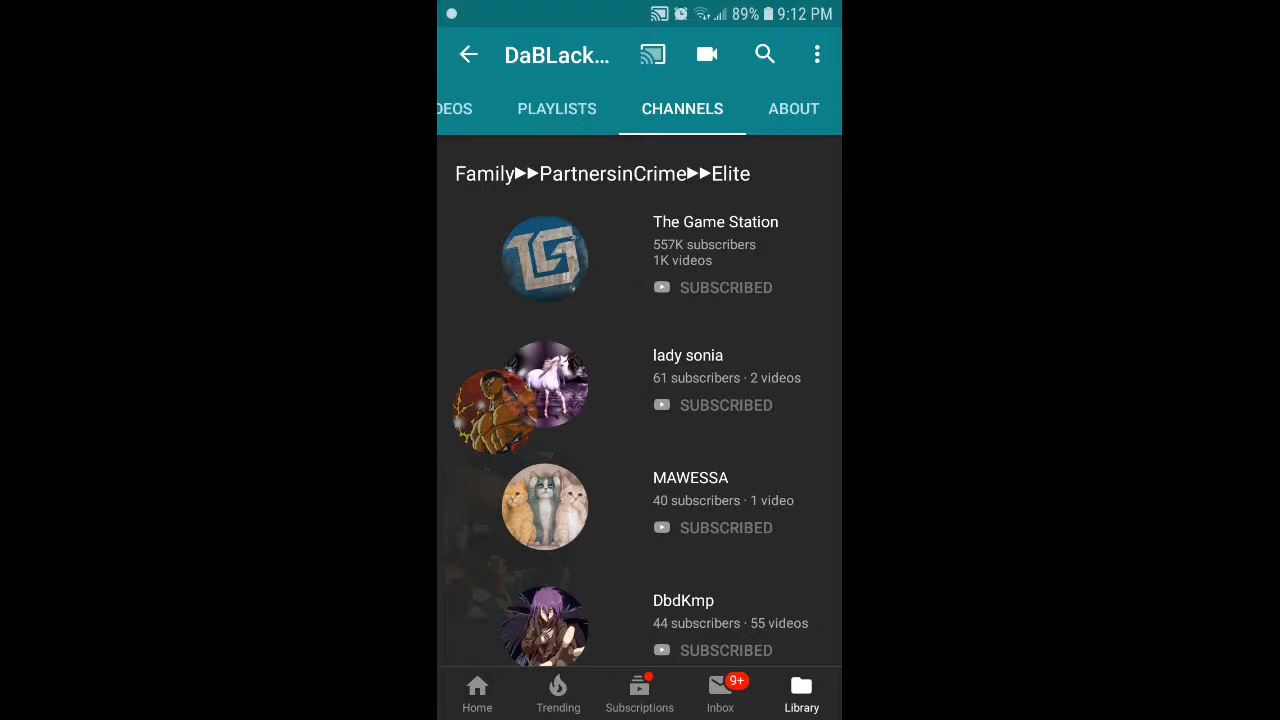 89% 9:12 PM
DaBLack...
DEOS PLAYLISTS CHANNELS ABOUT
Family▶▶PartnersinCrime▶▶Elite
The Game Station
557K subscribers
1K videos
SUBSCRIBED
lady sonia
61 subscribers · 2 videos
SUBSCRIBED
MAWESSA
40 subscribers · 1 video
SUBSCRIBED
DbdKmp
44 subscribers · 55 videos
SUBSCRIBED
9+
Home Trending Subscriptions Inbox Library